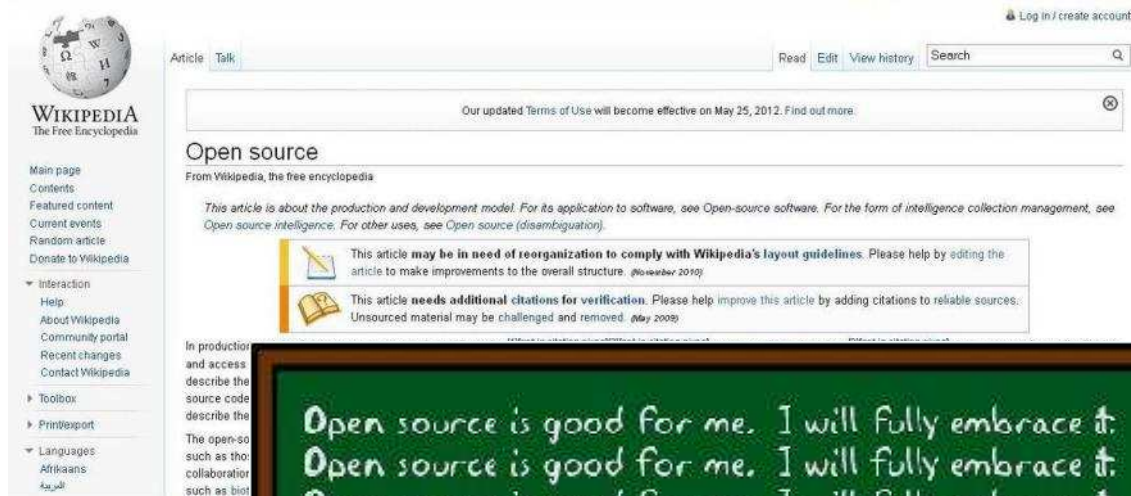 Log in / create account
Article Talk Read Edit View history Search
WIKIPEDIA
The Free Encyclopedia
Our updated Terms of Use will become effective on May 25, 2012. Find out more.
Main page
Contents
Featured content
Current events
Random article
Donate to Wikipedia
Interaction
Help
About Wikipedia
Community portal
Recent changes
Contact Wikipedia
Toolbox
Print/export
Languages
Afrikaans
العربية
Open source
From Wikipedia, the free encyclopedia
This article is about the production and development model. For its application to software, see Open-source software. For the form of intelligence collection management, see
Open source intelligence. For other uses, see Open source (disambiguation).
This article may be in need of reorganization to comply with Wikipedia's layout guidelines. Please help by editing the
article to make improvements to the overall structure. (November 2010)
This article needs additional citations for verification. Please help improve this article by adding citations to reliable sources.
Unsourced material may be challenged and removed. (May 2009)
In production
and access
describe the
source code
describe the
The open-so
such as tho
collaboration
such as biot
Open source is good for me. I will fully embrace it.
Open source is good for me. I will fully embrace it.